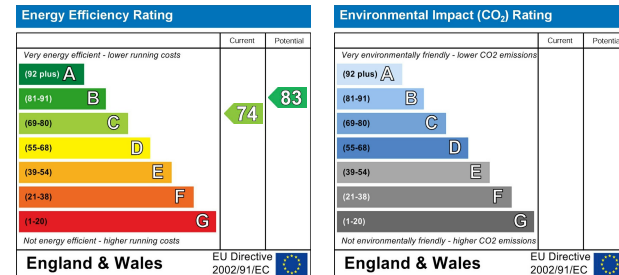 Energy Efficiency Rating
Current Potential
Very energy efficient - lower running costs
(92 plus) A
(81-91) B
83
(69-80) C
74
(55-68) D
(39-54) E
(21-38) F
(1-20) G
Not energy efficient - higher running costs
England & Wales
EU Directive
2002/91/EC
Environmental Impact (CO₂) Rating
Current Potentia
Very environmentally friendly - lower CO2 emissions
(92 plus) A
(81-91) B
(69-80) C
(55-68) D
(39-54) E
(21-38) F
(1-20) G
Not environmentally friendly - higher CO2 emissions
England & Wales
EU Directive
2002/91/EC